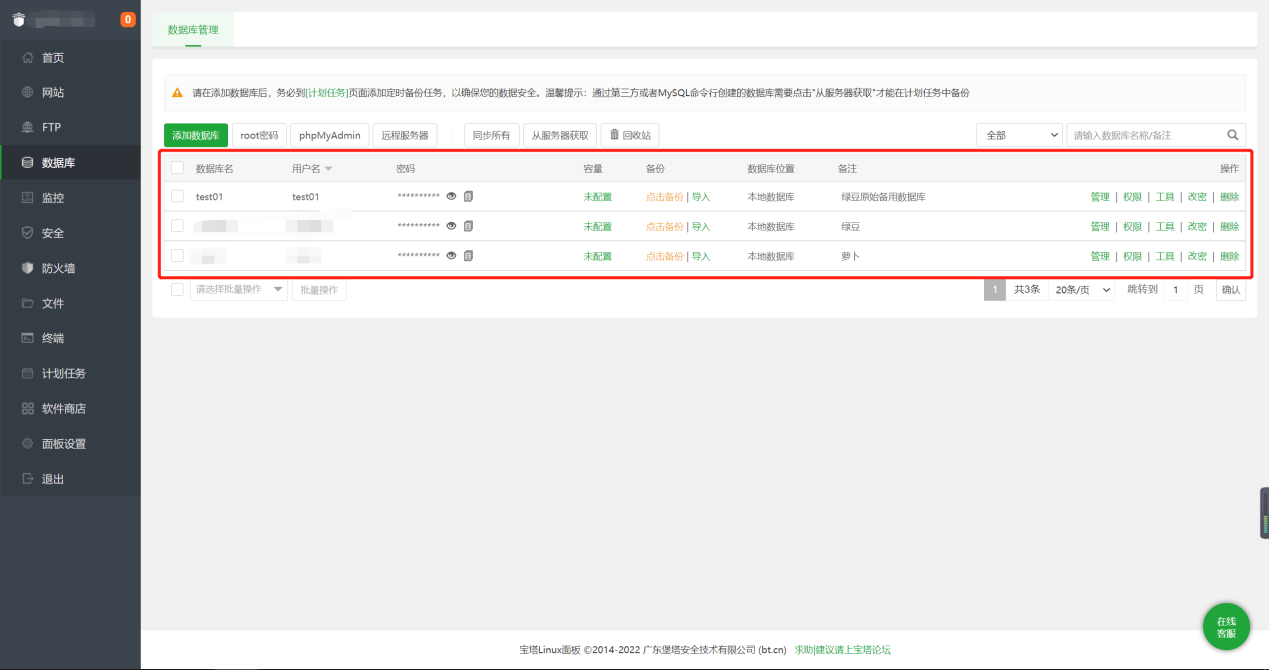 0
首页
网站
FTP
数据库
监控
安全
防火墙
文件
终端
计划任务
软件商店
面板设置
退出
数据库管理
请在添加数据库后，务必到[计划任务]页面添加定时备份任务，以确保您的数据安全。温馨提示：通过第三方或者MySQL命令行创建的数据库需要点击"从服务器获取"才能在计划任务中备份
添加数据库 root密码 phpMyAdmin 远程服务器 同步所有 从服务器获取 回收站 全部 请输入数据库名称/备注
数据库名 用户名 密码 容量 备份 数据库位置 备注 操作
test01 test01 ********** 未配置 点击备份 | 导入 本地数据库 绿豆原始备用数据库 管理 | 权限 | 工具 | 改密 | 删除
********** 未配置 点击备份 | 导入 本地数据库 绿豆 管理 | 权限 | 工具 | 改密 | 删除
********** 未配置 点击备份 | 导入 本地数据库 萝卜 管理 | 权限 | 工具 | 改密 | 删除
请选择批量操作 批量操作 1 共3条 20条/页 跳转到 1 页 确认
在线
客服
宝塔Linux面板 ©2014-2022 广东堡塔安全技术有限公司 (bt.cn) 求助|建议请上宝塔论坛